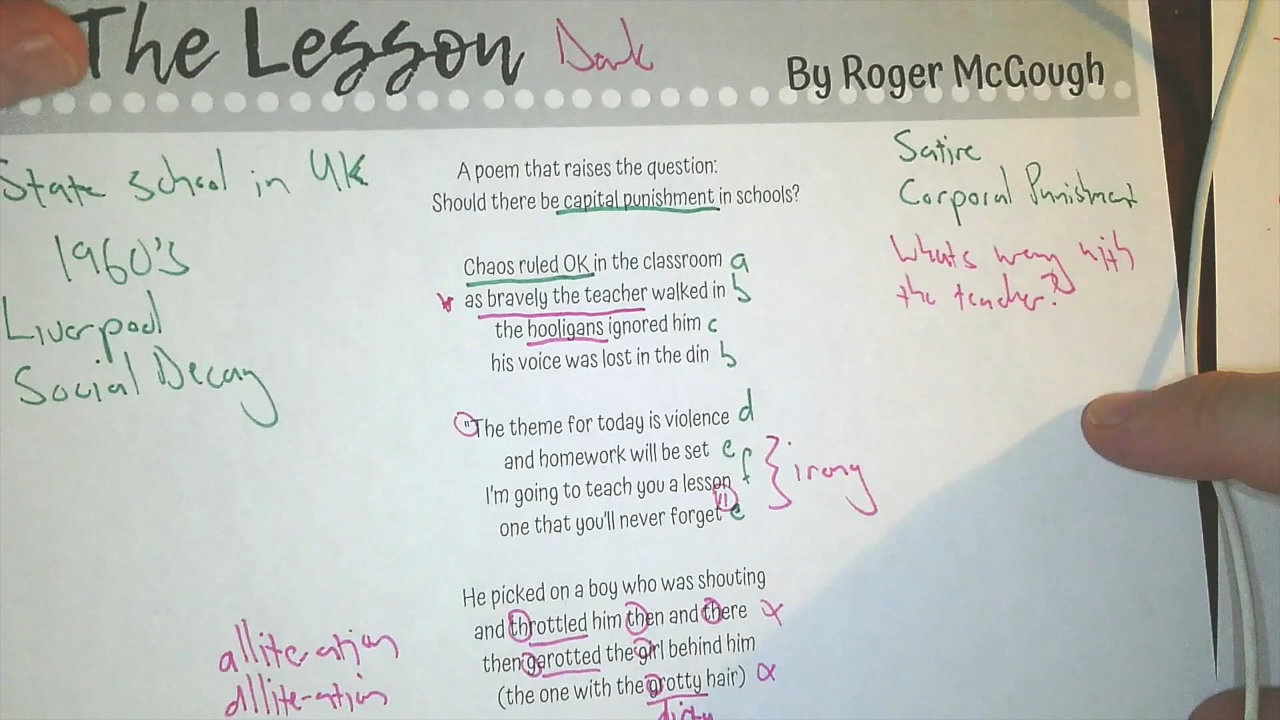 The Lesson Dark
By Roger McGough
State school in UK
1960's
Liverpool
Social Decay
A poem that raises the question:
Should there be capital punishment in schools?
Satire
Corporal Punishment
Whats wrong with
the teacher?
Chaos ruled OK in the classroom a
as bravely the teacher walked in b
the hooligans ignored him c
his voice was lost in the din b
"The theme for today is violence d
and homework will be set e
I'm going to teach you a lesson f
one that you'll never forget" e
} irony
He picked on a boy who was shouting
and throttled him then and there
then garotted the girl behind him
(the one with the grotty hair)
dirty
alliteration
alliteration